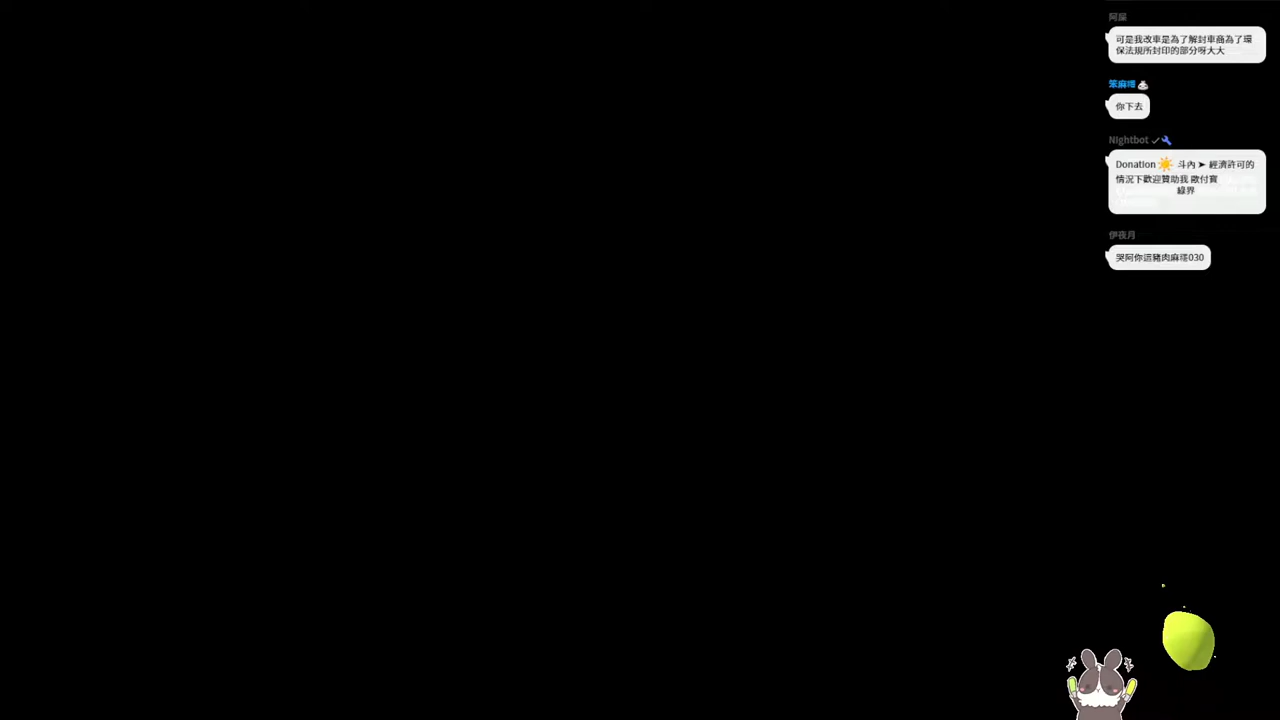 阿屎
可是我改車是為了解封車商為了環
保法規所封印的部分呀大大
笨麻糬
你下去
Nightbot
Donation 斗內 ➤ 經濟許可的
情況下歡迎贊助我 歐付寶
綠界
伊夜月
哭阿你這豬肉麻糬030